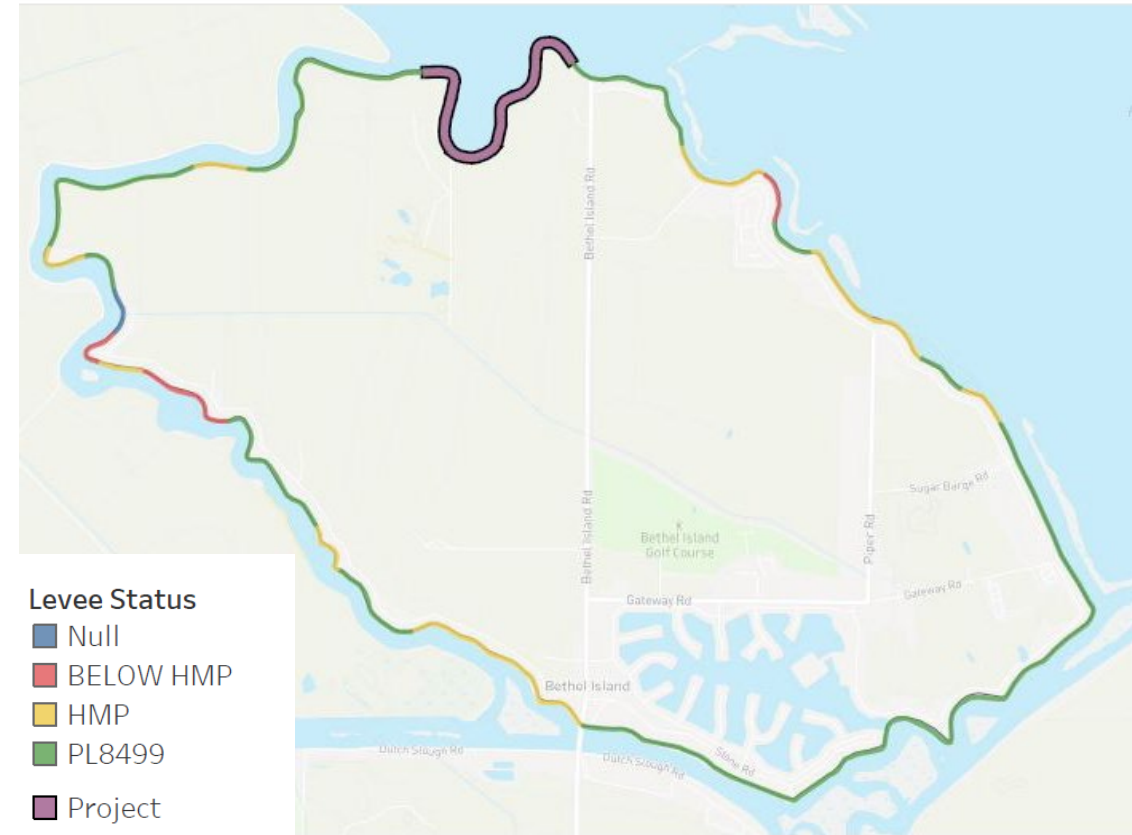 Bethel Island Rd
Bethel Island Rd
Sugar Barge Rd
Bethel Island
Golf Course
Piper Rd
Gateway Rd
Gateway Rd
Bethel Island
Stone Rd
Dutch Slough Rd
Dutch Slough Rd
Levee Status
Null
BELOW HMP
HMP
PL8499
Project